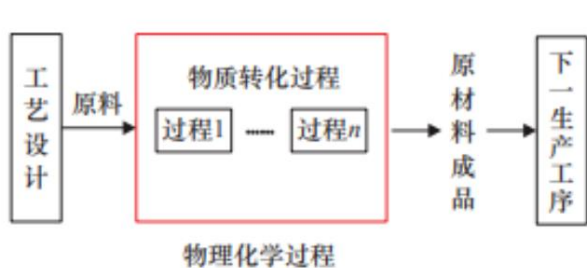 工艺设计
原料
物质转化过程
过程1
......
过程n
原材料成品
下一生产工序
物理化学过程